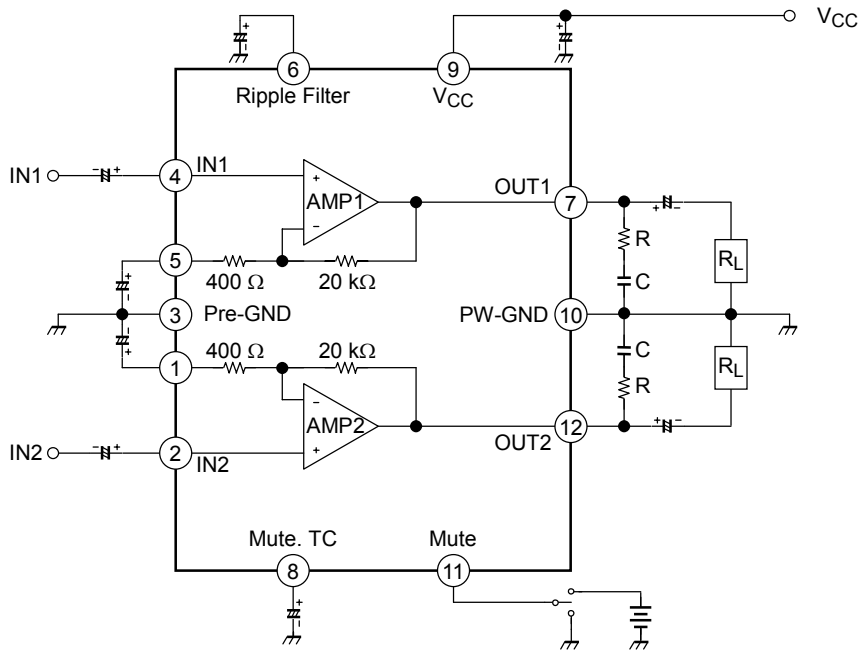 VCC
6
9
Ripple Filter
VCC
IN1
4
IN1
AMP1
OUT1
7
5
400 Ω
20 kΩ
R
C
RL
3
Pre-GND
PW-GND
10
1
400 Ω
20 kΩ
C
R
RL
AMP2
IN2
2
IN2
OUT2
12
Mute. TC
Mute
8
11